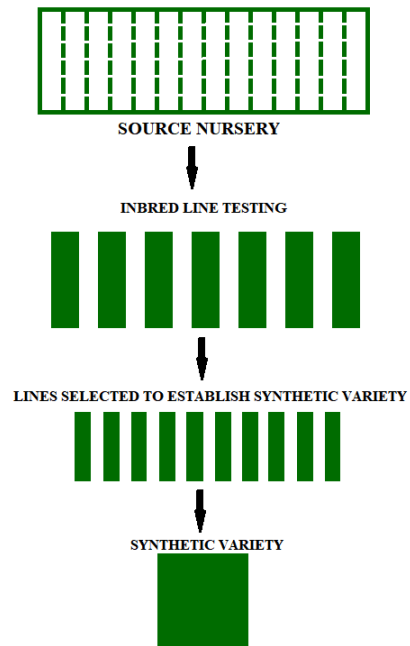 SOURCE NURSERY
INBRED LINE TESTING
LINES SELECTED TO ESTABLISH SYNTHETIC VARIETY
SYNTHETIC VARIETY